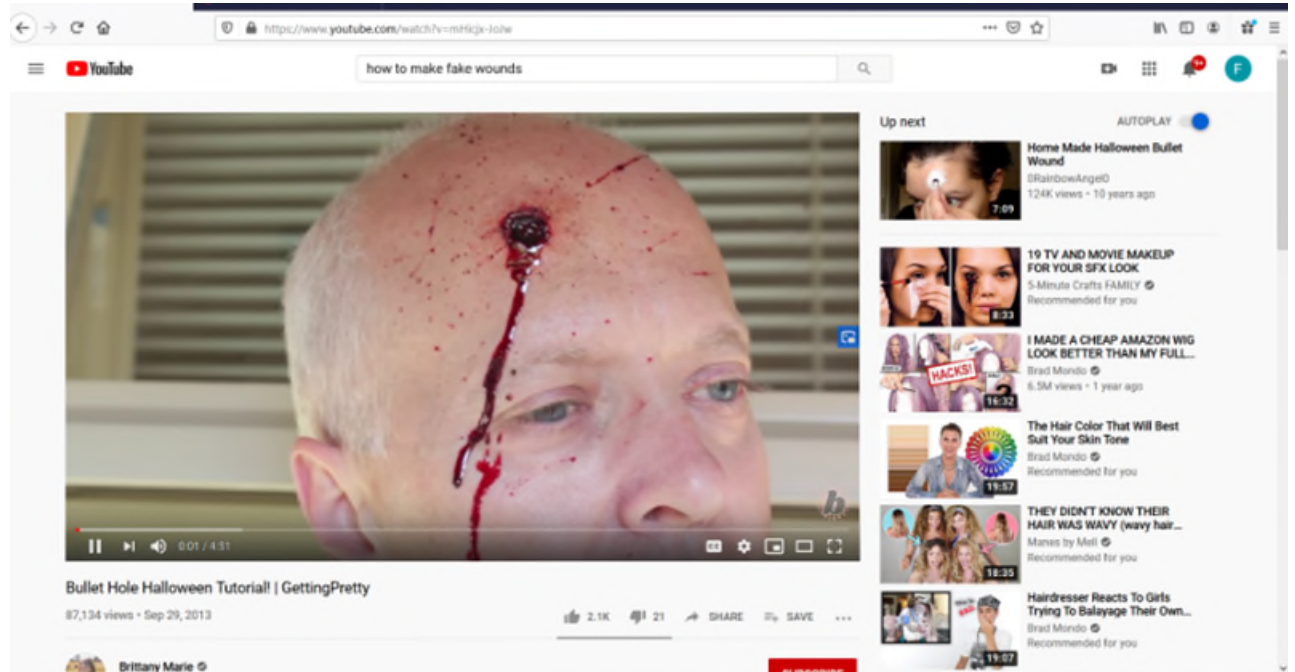 https://www.youtube.com/watch?v=mHicjx-JoJw
YouTube
how to make fake wounds
9+
F
Up next
AUTOPLAY
Home Made Halloween Bullet
Wound
0RainbowAngel0
124K views • 10 years ago
7:09
19 TV AND MOVIE MAKEUP
FOR YOUR SFX LOOK
5-Minute Crafts FAMILY
Recommended for you
8:33
I MADE A CHEAP AMAZON WIG
LOOK BETTER THAN MY FULL...
Brad Mondo
6.5M views • 1 year ago
HACKS!
16:32
The Hair Color That Will Best
Suit Your Skin Tone
Brad Mondo
Recommended for you
19:57
THEY DIDN'T KNOW THEIR
HAIR WAS WAVY (wavy hair...
Manes by Mell
Recommended for you
18:35
Hairdresser Reacts To Girls
Trying To Balayage Their Own...
Brad Mondo
Recommended for you
19:07
b
0:01 / 4:51
Bullet Hole Halloween Tutorial! | GettingPretty
87,134 views • Sep 29, 2013
2.1K
21
SHARE
SAVE
Brittany Marie
SUBSCRIBE